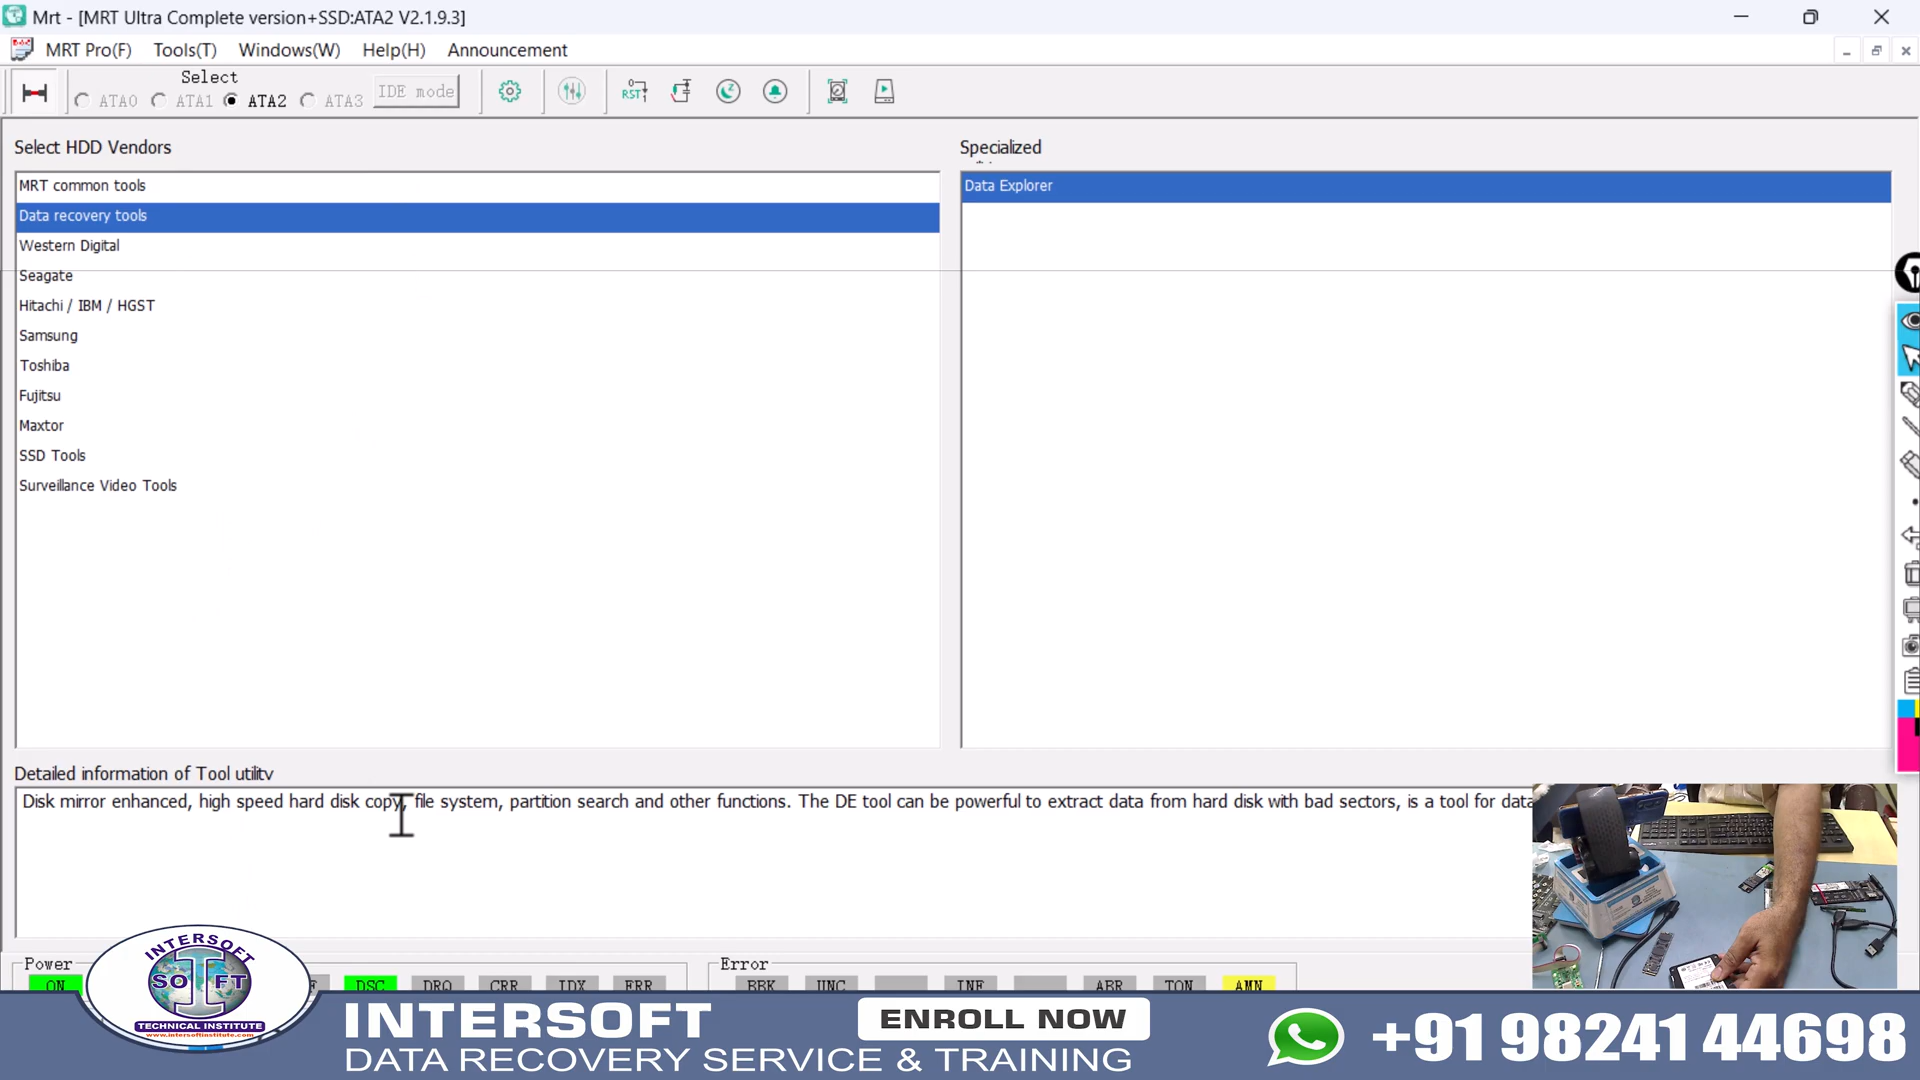 Mrt - [MRT Ultra Complete version+SSD:ATA2 V2.1.9.3]
MRT Pro(F) Tools(T) Windows(W) Help(H) Announcement
Select
ATA0 ATA1 ATA2 ATA3 IDE mode
RST
Select HDD Vendors
Specialized
MRT common tools
Data Explorer
Data recovery tools
Western Digital
Seagate
Hitachi / IBM / HGST
Samsung
Toshiba
Fujitsu
Maxtor
SSD Tools
Surveillance Video Tools
Detailed information of Tool utility
Disk mirror enhanced, high speed hard disk copy, file system, partition search and other functions. The DE tool can be powerful to extract data from hard disk with bad sectors, is a tool for data
Power
Error
ON DSC DRQ CRR IDX ERR BBK UNC INF ABR TON AMN
INTERSOFT
SOIFT
TECHNICAL INSTITUTE
www.intersoftinstitute.com
INTERSOFT
DATA RECOVERY SERVICE & TRAINING
ENROLL NOW
+91 98241 44698